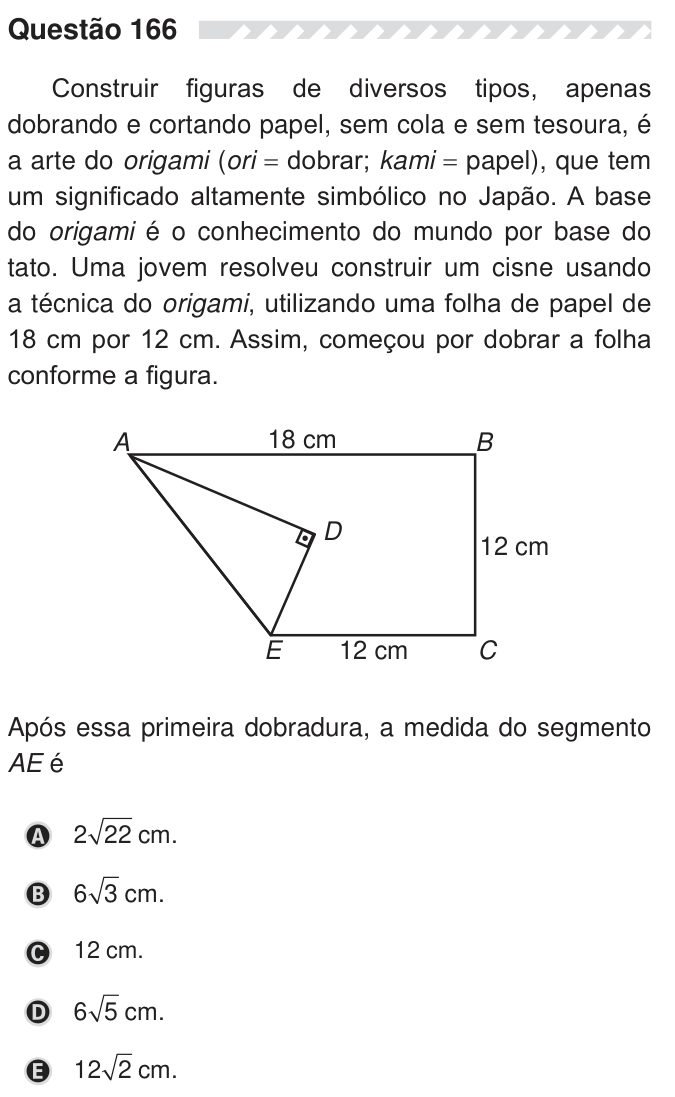 Questão 166
Construir figuras de diversos tipos, apenas
dobrando e cortando papel, sem cola e sem tesoura, é
a arte do origami (ori = dobrar; kami = papel), que tem
um significado altamente simbólico no Japão. A base
do origami é o conhecimento do mundo por base do
tato. Uma jovem resolveu construir um cisne usando
a técnica do origami, utilizando uma folha de papel de
18 cm por 12 cm. Assim, começou por dobrar a folha
conforme a figura.
A 18 cm B
D
12 cm
E 12 cm C
Após essa primeira dobradura, a medida do segmento
AE é
A 2√22 cm.
B 6√3 cm.
C 12 cm.
D 6√5 cm.
E 12√2 cm.